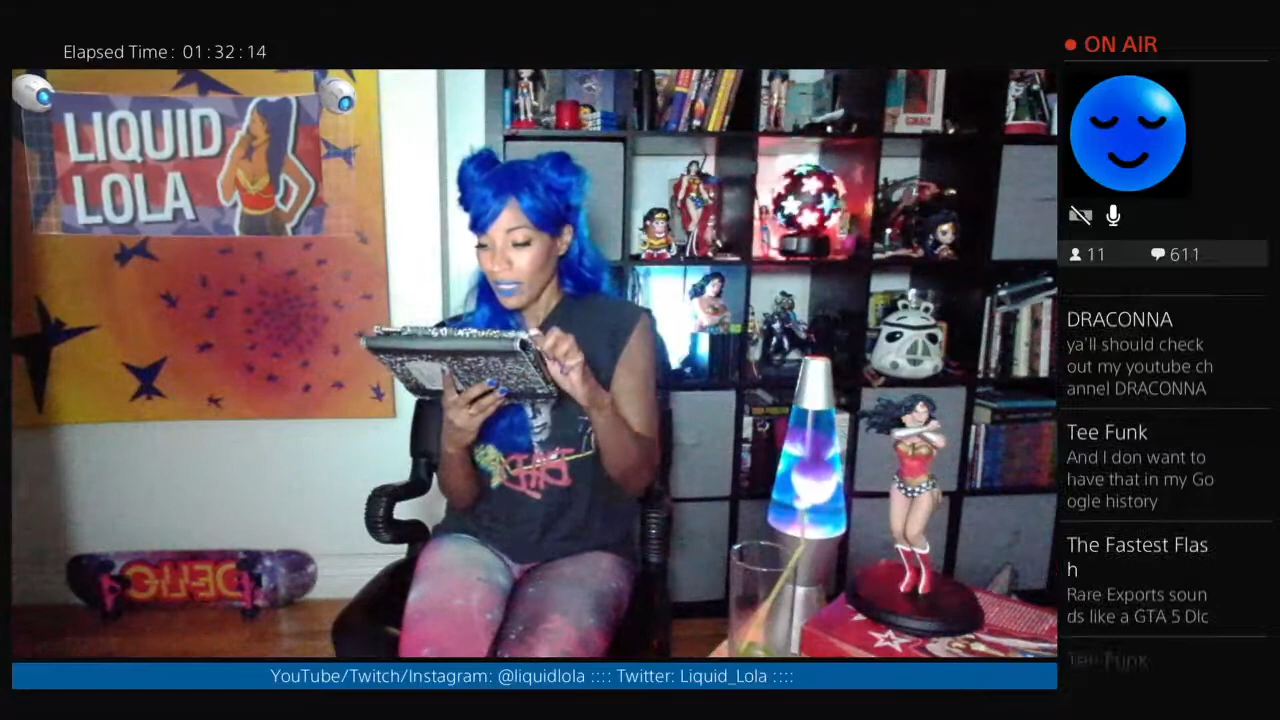 Elapsed Time: 01:32:14
ON AIR
LIQUID
LOLA
11
611
DRACONNA
ya'll should check
out my youtube ch
annel DRACONNA
Tee Funk
And I don want to
have that in my Go
ogle history
The Fastest Flas
h
Rare Exports soun
ds like a GTA 5 Dlc
Tee Funk
YouTube/Twitch/Instagram: @liquidlola :::: Twitter: Liquid_Lola ::::